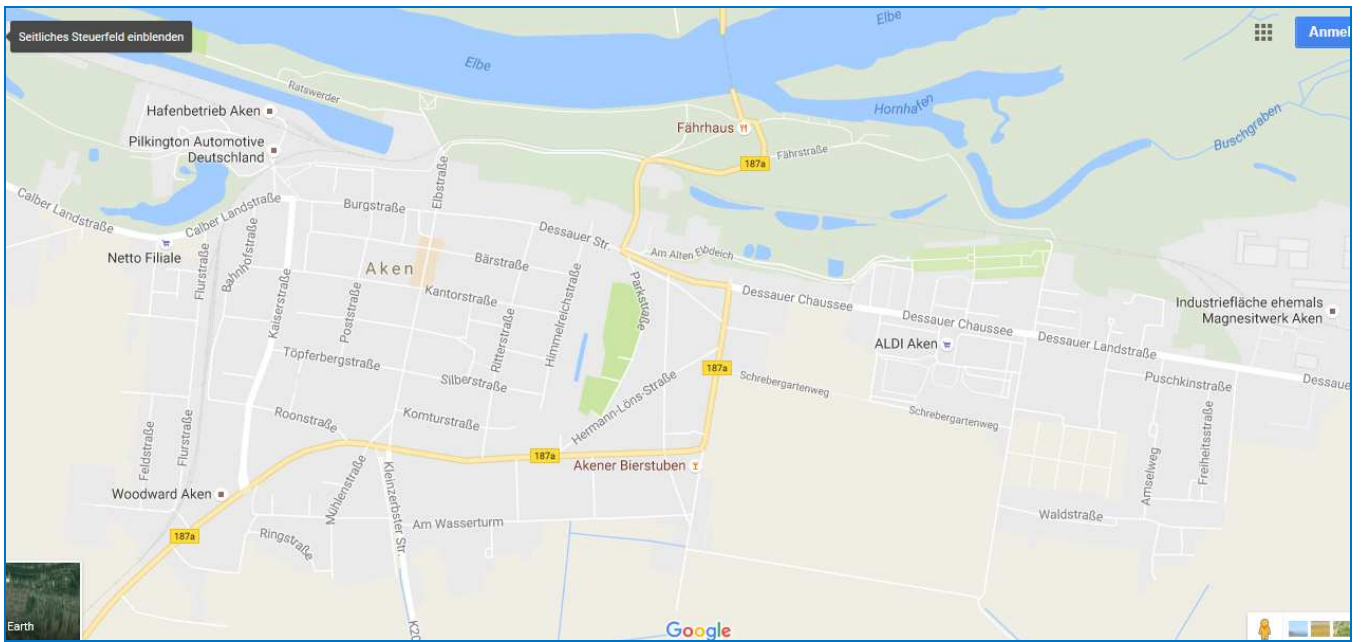 Elbe
Seitliches Steuerfeld einblenden
Anmel
Elbe
Ratswerder
Hafenbetrieb Aken
Hornhafen
Fährhaus
Buschgraben
Pilkington Automotive
Deutschland
187a
Fährstraße
Elbstraße
Calber Landstraße
Calber Landstraße
Burgstraße
Dessauer Str.
Netto Filiale
Flurstraße
Bahnhofstraße
Aken
Bärstraße
Am Alten Elbdeich
Kantorstraße
Parkstraße
Dessauer Chaussee
Dessauer Chaussee
Industriefläche ehemals
Magnesitwerk Aken
Kaiserstraße
Poststraße
Ritterstraße
Himmelreichstraße
ALDI Aken
Dessauer Landstraße
Töpferbergstraße
Silberstraße
187a
Schrebergartenweg
Puschkinstraße
Dessaue
Roonstraße
Komturstraße
Hermann-Löns-Straße
Schrebergartenweg
Feldstraße
Flurstraße
187a
Akener Bierstuben
Amselweg
Freiheitsstraße
Woodward Aken
Mühlenstraße
Kleinzerbster Str.
Am Wasserturm
Waldstraße
187a
Ringstraße
K20
Earth
Google